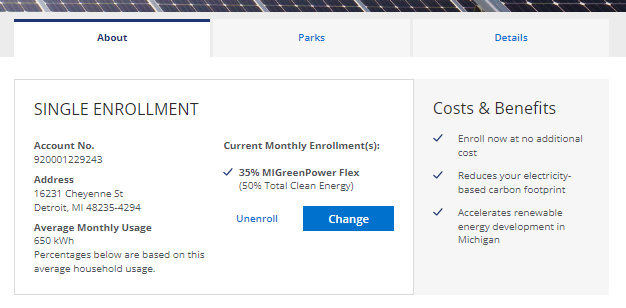 About
Parks
Details
SINGLE ENROLLMENT
Account No.
920001229243
Address
16231 Cheyenne St
Detroit, MI 48235-4294
Average Monthly Usage
650 kWh
Percentages below are based on this
average household usage.
Current Monthly Enrollment(s):
35% MIGreenPower Flex
(50% Total Clean Energy)
Unenroll
Change
Costs & Benefits
Enroll now at no additional
cost
Reduces your electricity-
based carbon footprint
Accelerates renewable
energy development in
Michigan